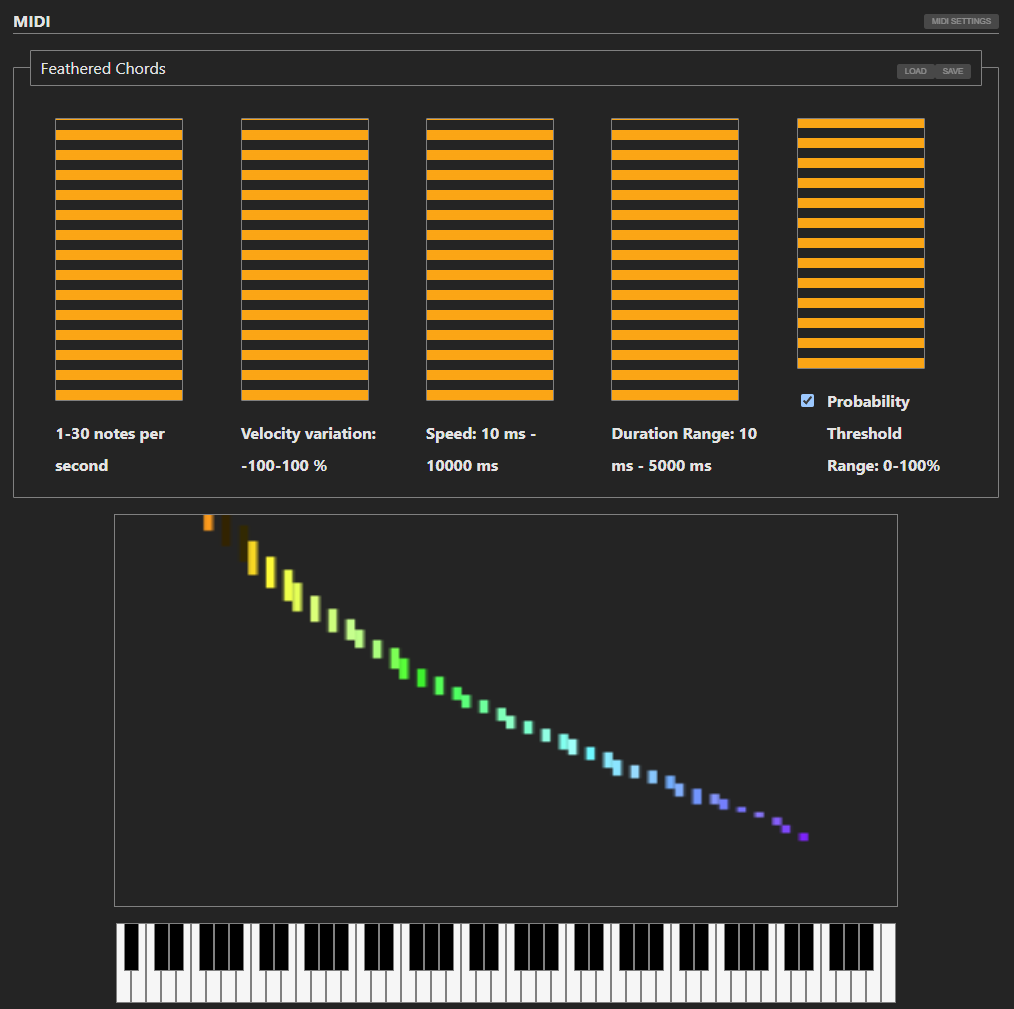 MIDI
MIDI SETTINGS
Feathered Chords
LOAD
SAVE
1-30 notes per
second
Velocity variation:
-100-100 %
Speed: 10 ms -
10000 ms
Duration Range: 10
ms - 5000 ms
Probability
Threshold
Range: 0-100%